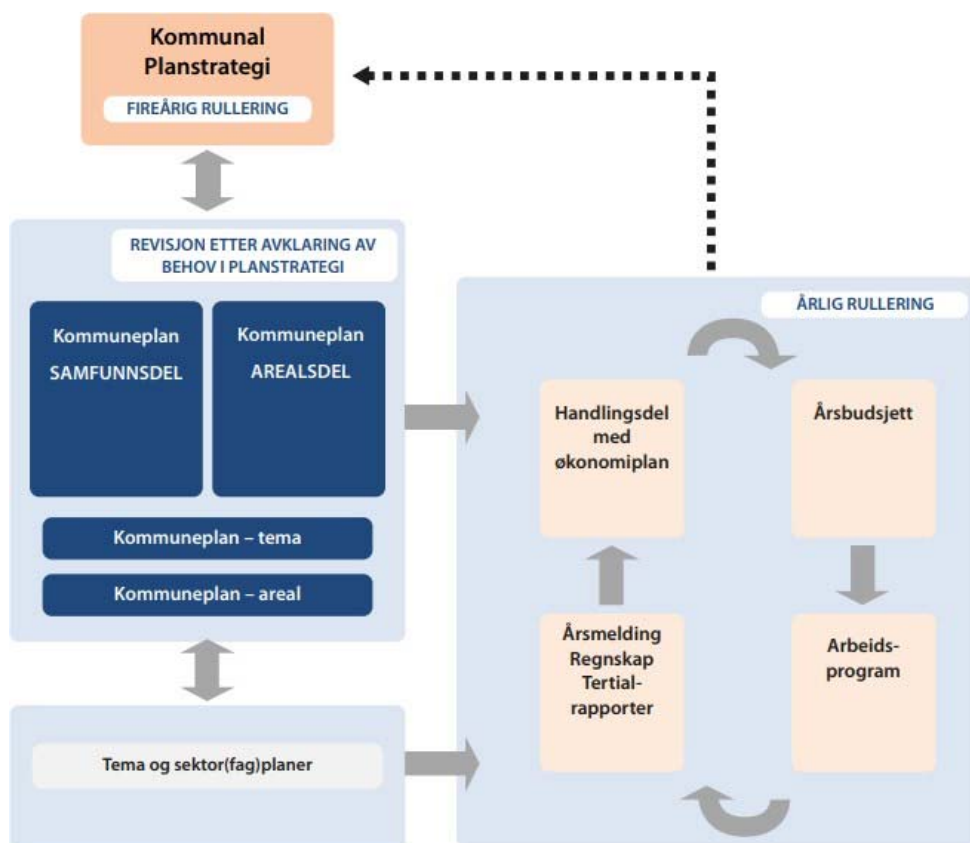 Kommunal
Planstrategi
FIREÅRIG RULLERING
REVISJON ETTER AVKLARING AV
BEHOV I PLANSTRATEGI
Kommuneplan
SAMFUNNSDEL
Kommuneplan
AREALSDEL
Kommuneplan – tema
Kommuneplan – areal
Tema og sektor(fag)planer
ÅRLIG RULLERING
Handlingsdel
med
økonomiplan
Årsbudsjett
Årsmelding
Regnskap
Tertial-
rapporter
Arbeids-
program